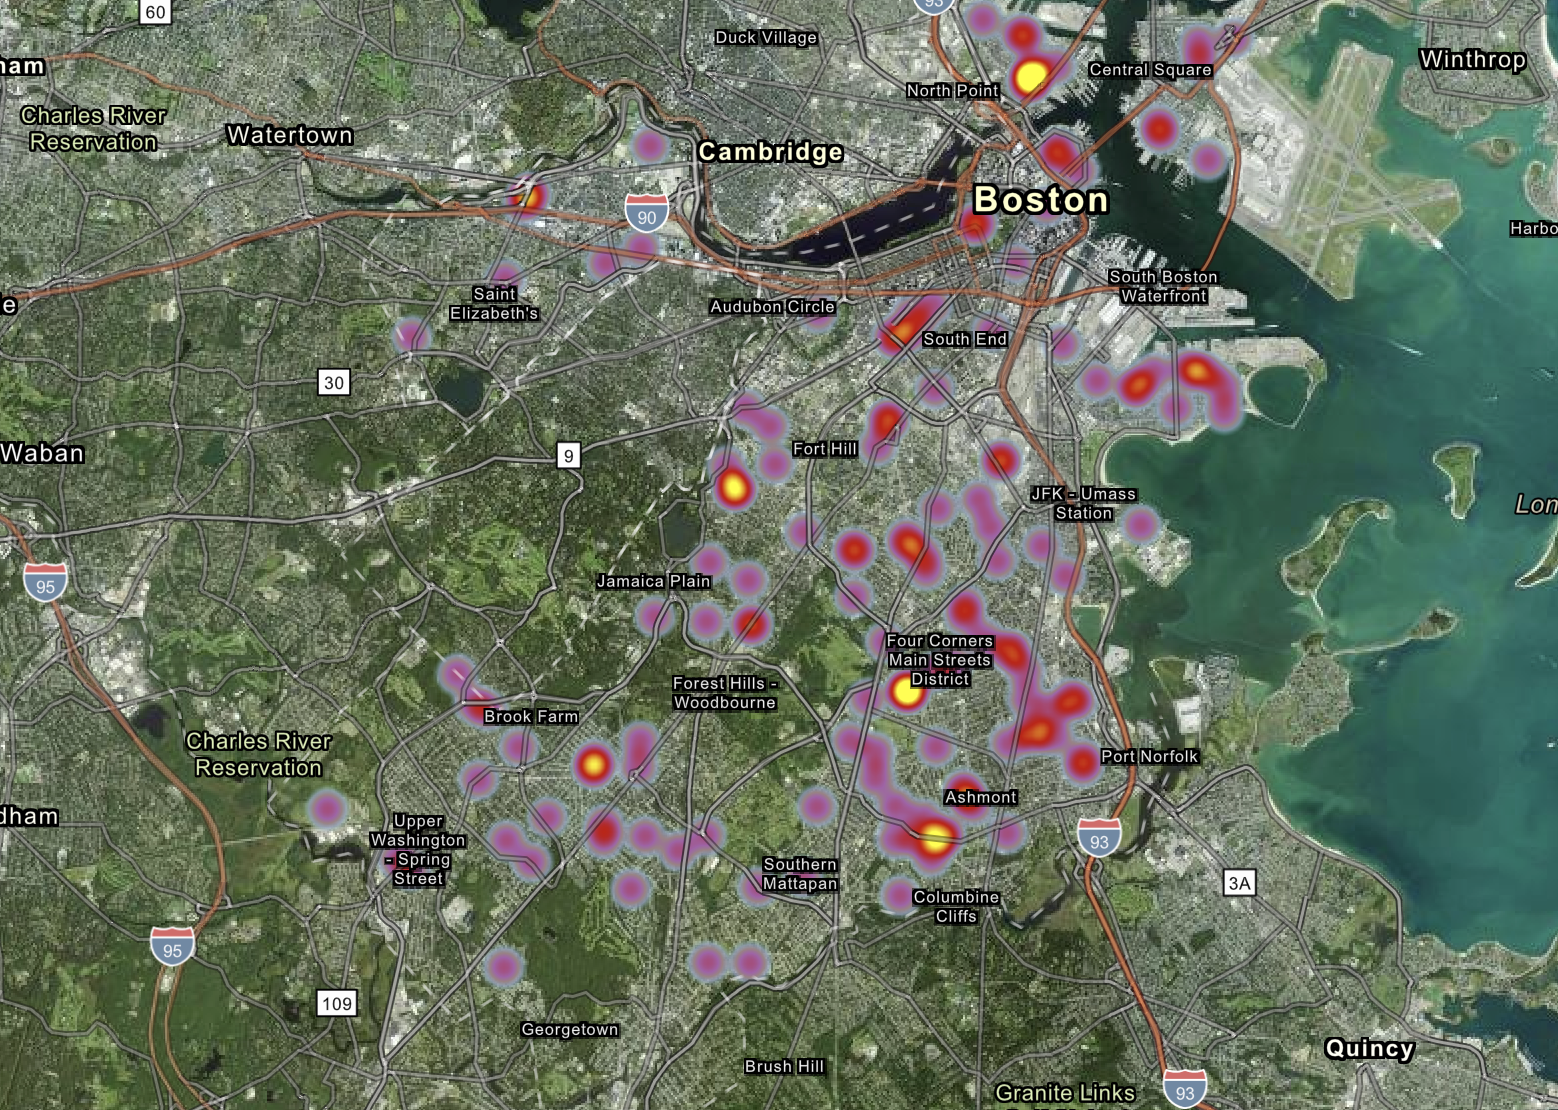 60
93
Duck Village
Winthrop
ham
Central Square
North Point
Charles River
Reservation
Watertown
Cambridge
Boston
90
Harbo
South Boston
Waterfront
Saint
Elizabeth's
Audubon Circle
e
South End
30
Waban
9
Fort Hill
JFK - Umass
Station
Lon
95
Jamaica Plain
Four Corners
Main Streets
District
Forest Hills -
Woodbourne
Brook Farm
Charles River
Reservation
Port Norfolk
Ashmont
dham
Upper
Washington
- Spring
Street
93
Southern
Mattapan
3A
Columbine
Cliffs
95
109
Georgetown
Quincy
Brush Hill
Granite Links
93